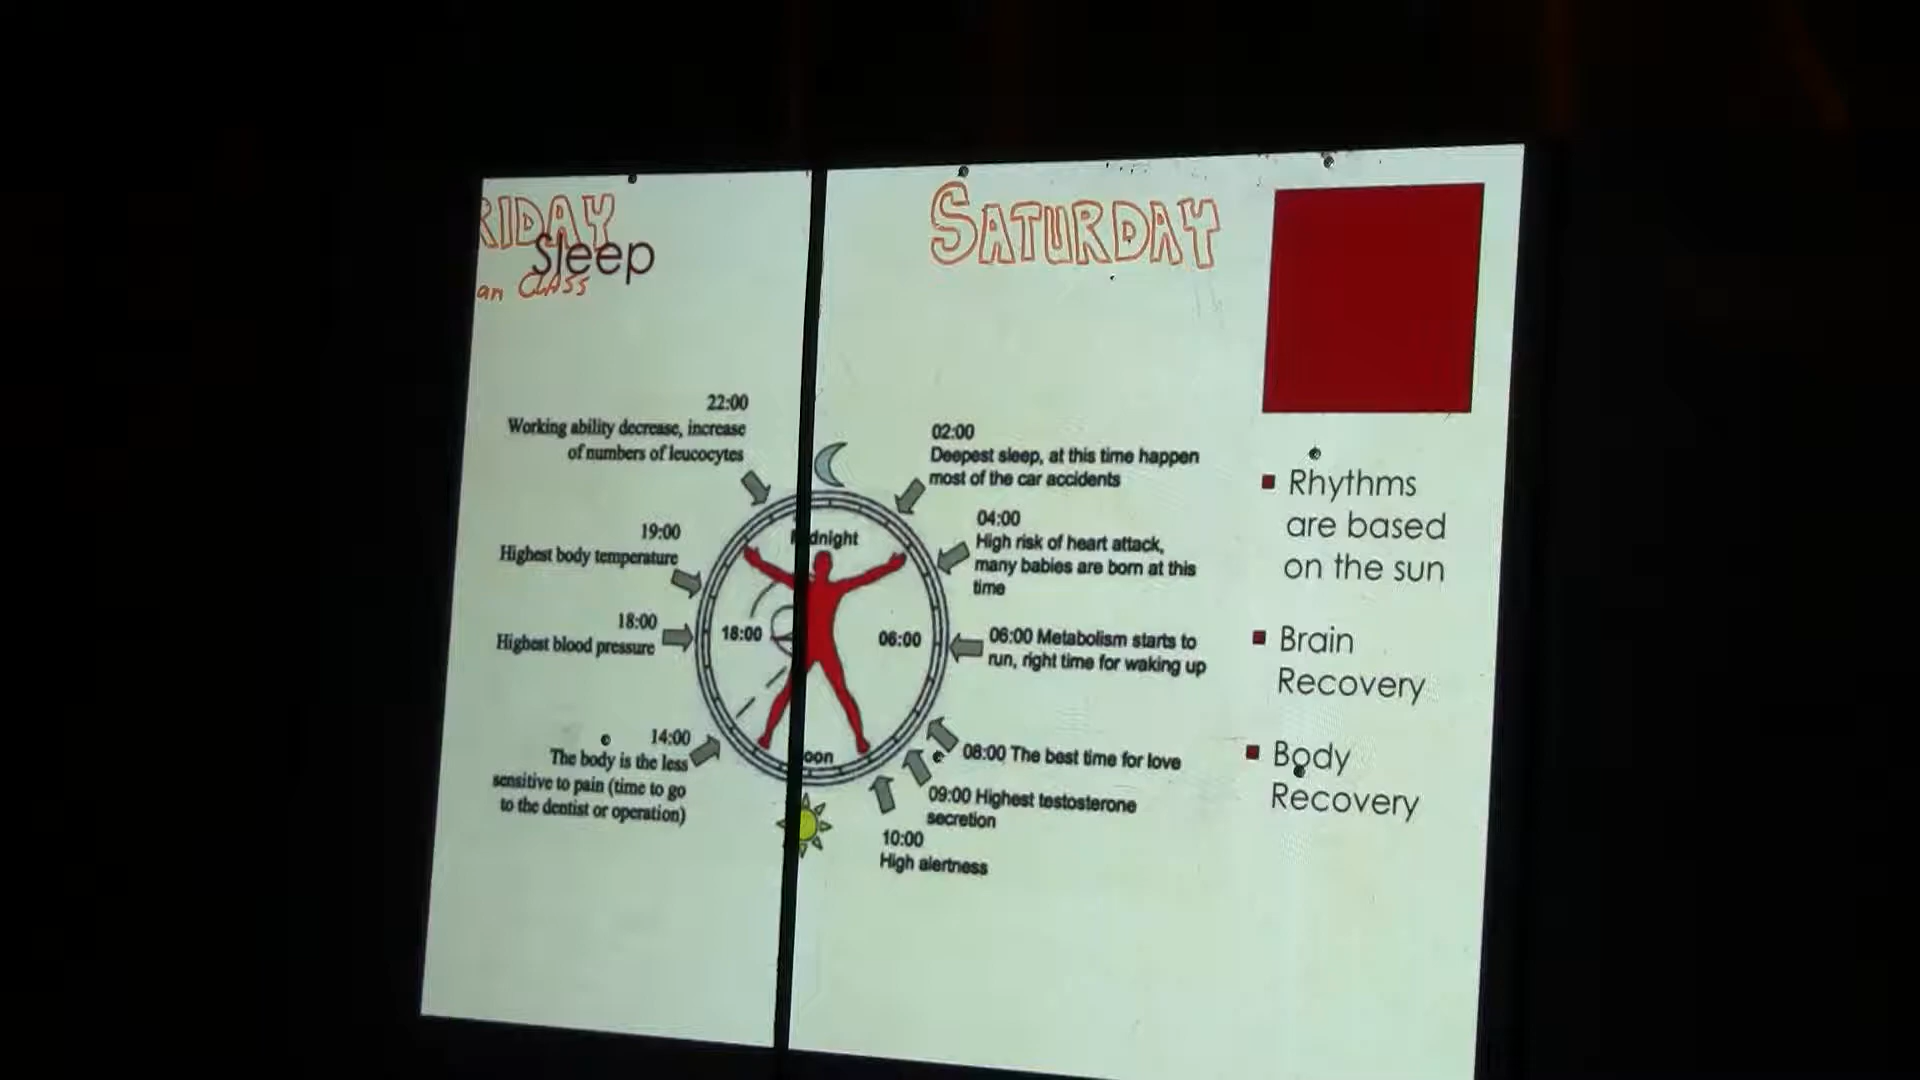 RIDAY
Sleep
an CLASS
SATURDAY
22:00
Working ability decrease, increase
of numbers of leucocytes
19:00
Highest body temperature
18:00
Highest blood pressure
14:00
The body is the less
sensitive to pain (time to go
to the dentist or operation)
dnight
18:00
06:00
oon
02:00
Deepest sleep, at this time happen
most of the car accidents
04:00
High risk of heart attack,
many babies are born at this
time
06:00 Metabolism starts to
run, right time for waking up
08:00 The best time for love
09:00 Highest testosterone
secretion
10:00
High alertness
Rhythms
are based
on the sun
Brain
Recovery
Body
Recovery